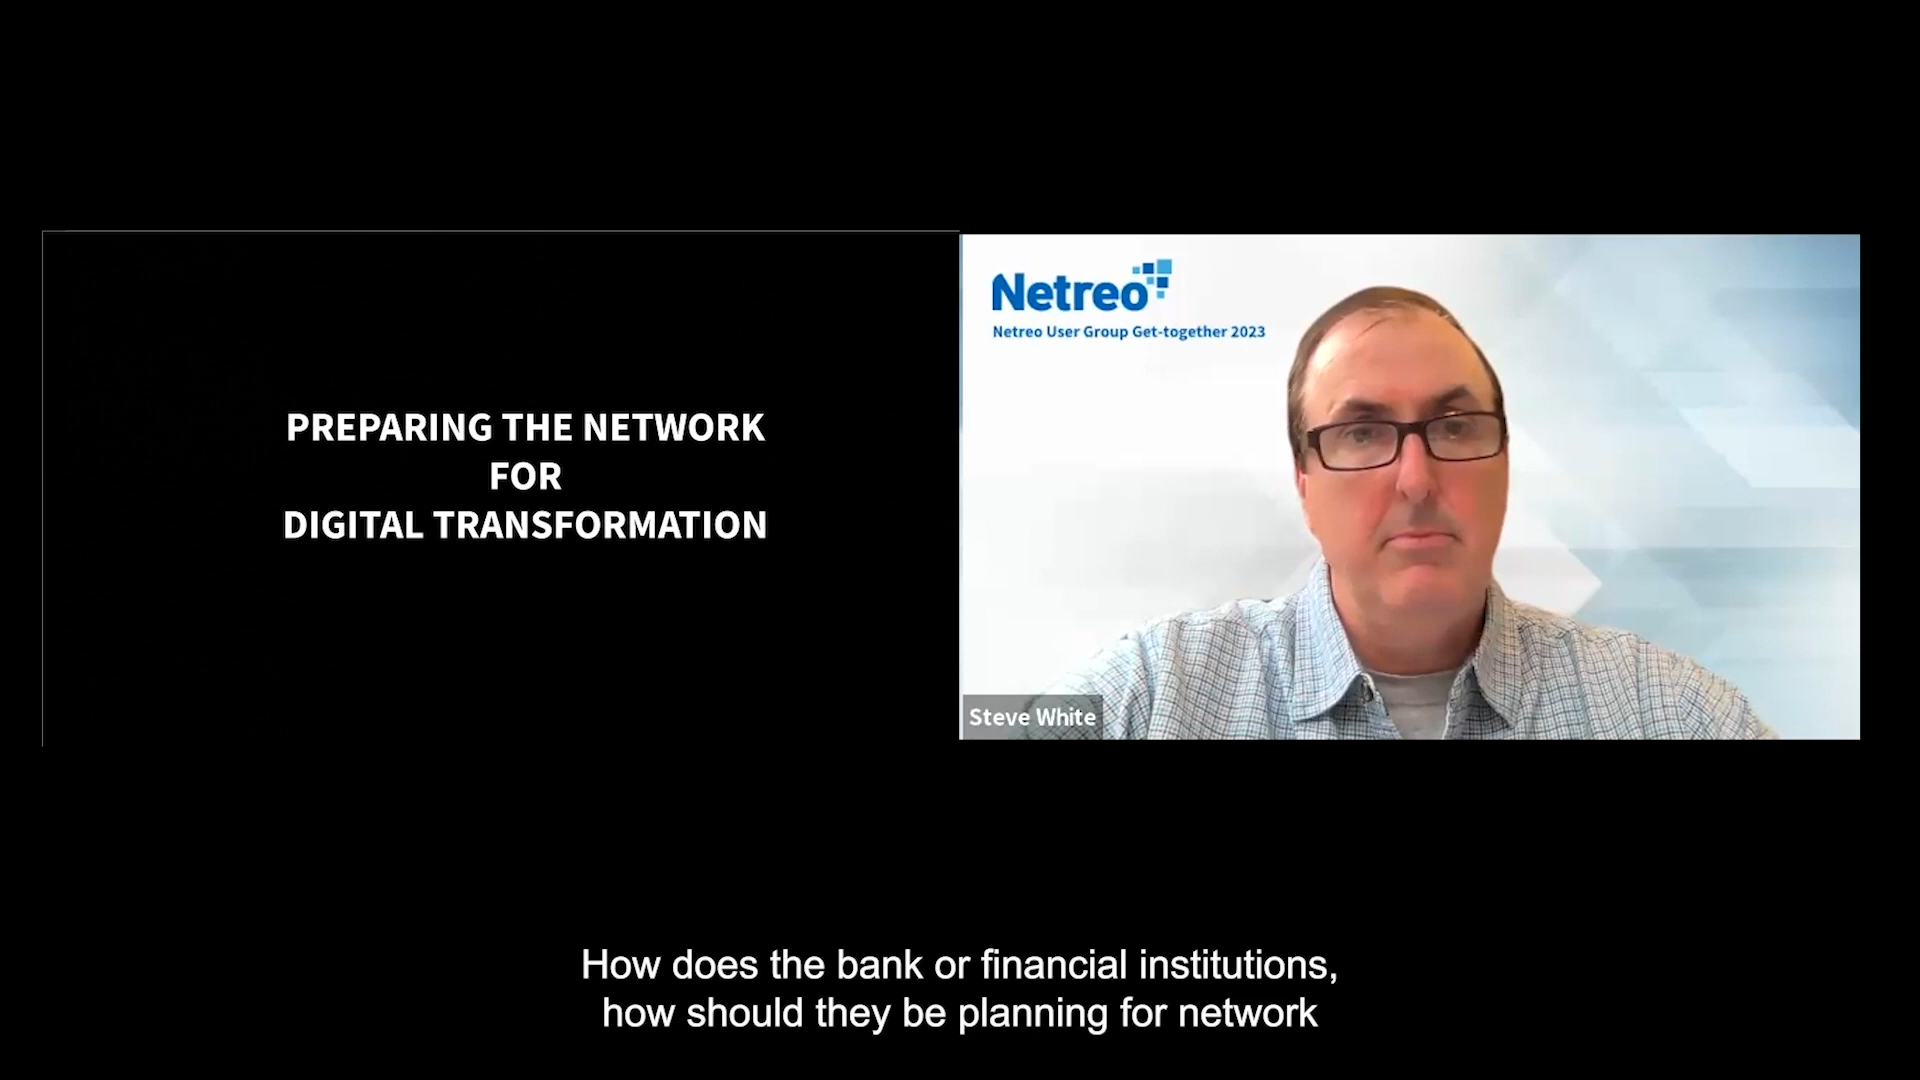 PREPARING THE NETWORK
FOR
DIGITAL TRANSFORMATION
Netreo
Netreo User Group Get-together 2023
Steve White
How does the bank or financial institutions,
how should they be planning for network